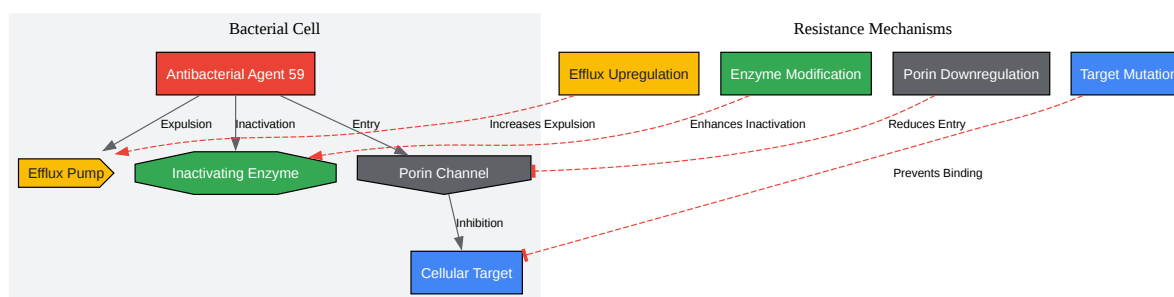 Bacterial Cell
Resistance Mechanisms
Antibacterial Agent 59
Efflux Upregulation
Enzyme Modification
Porin Downregulation
Target Mutation
Expulsion
Inactivation
Entry
Increases Expulsion
Enhances Inactivation
Reduces Entry
Efflux Pump
Inactivating Enzyme
Porin Channel
Prevents Binding
Inhibition
Cellular Target